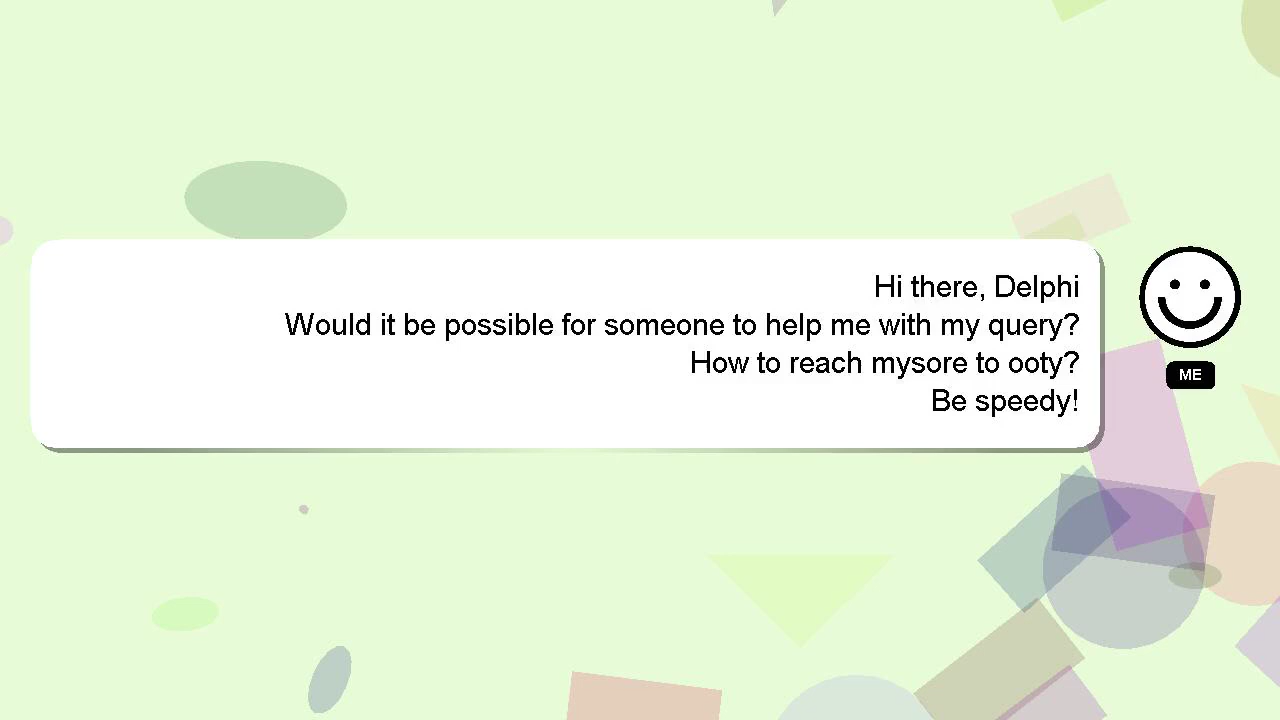 Hi there, Delphi
Would it be possible for someone to help me with my query?
How to reach mysore to ooty?
Be speedy!
ME